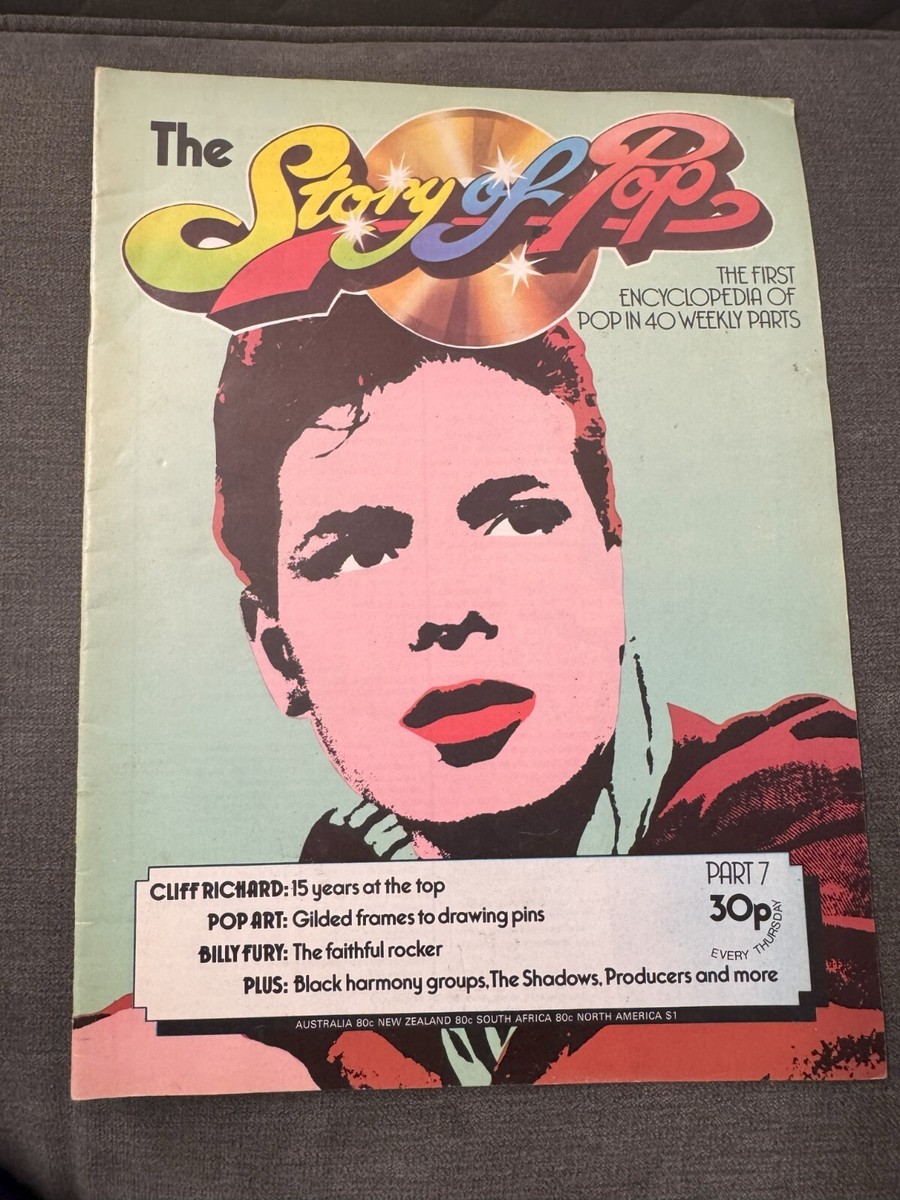 The Story of Pop
THE FIRST
ENCYCLOPEDIA OF
POP IN 40 WEEKLY PARTS
CLIFF RICHARD: 15 years at the top
POP ART: Gilded frames to drawing pins
BILLY FURY: The faithful rocker
PLUS: Black harmony groups, The Shadows, Producers and more
PART 7
30p
EVERY THURSDAY
AUSTRALIA 80c NEW ZEALAND 80c SOUTH AFRICA 80c NORTH AMERICA $1